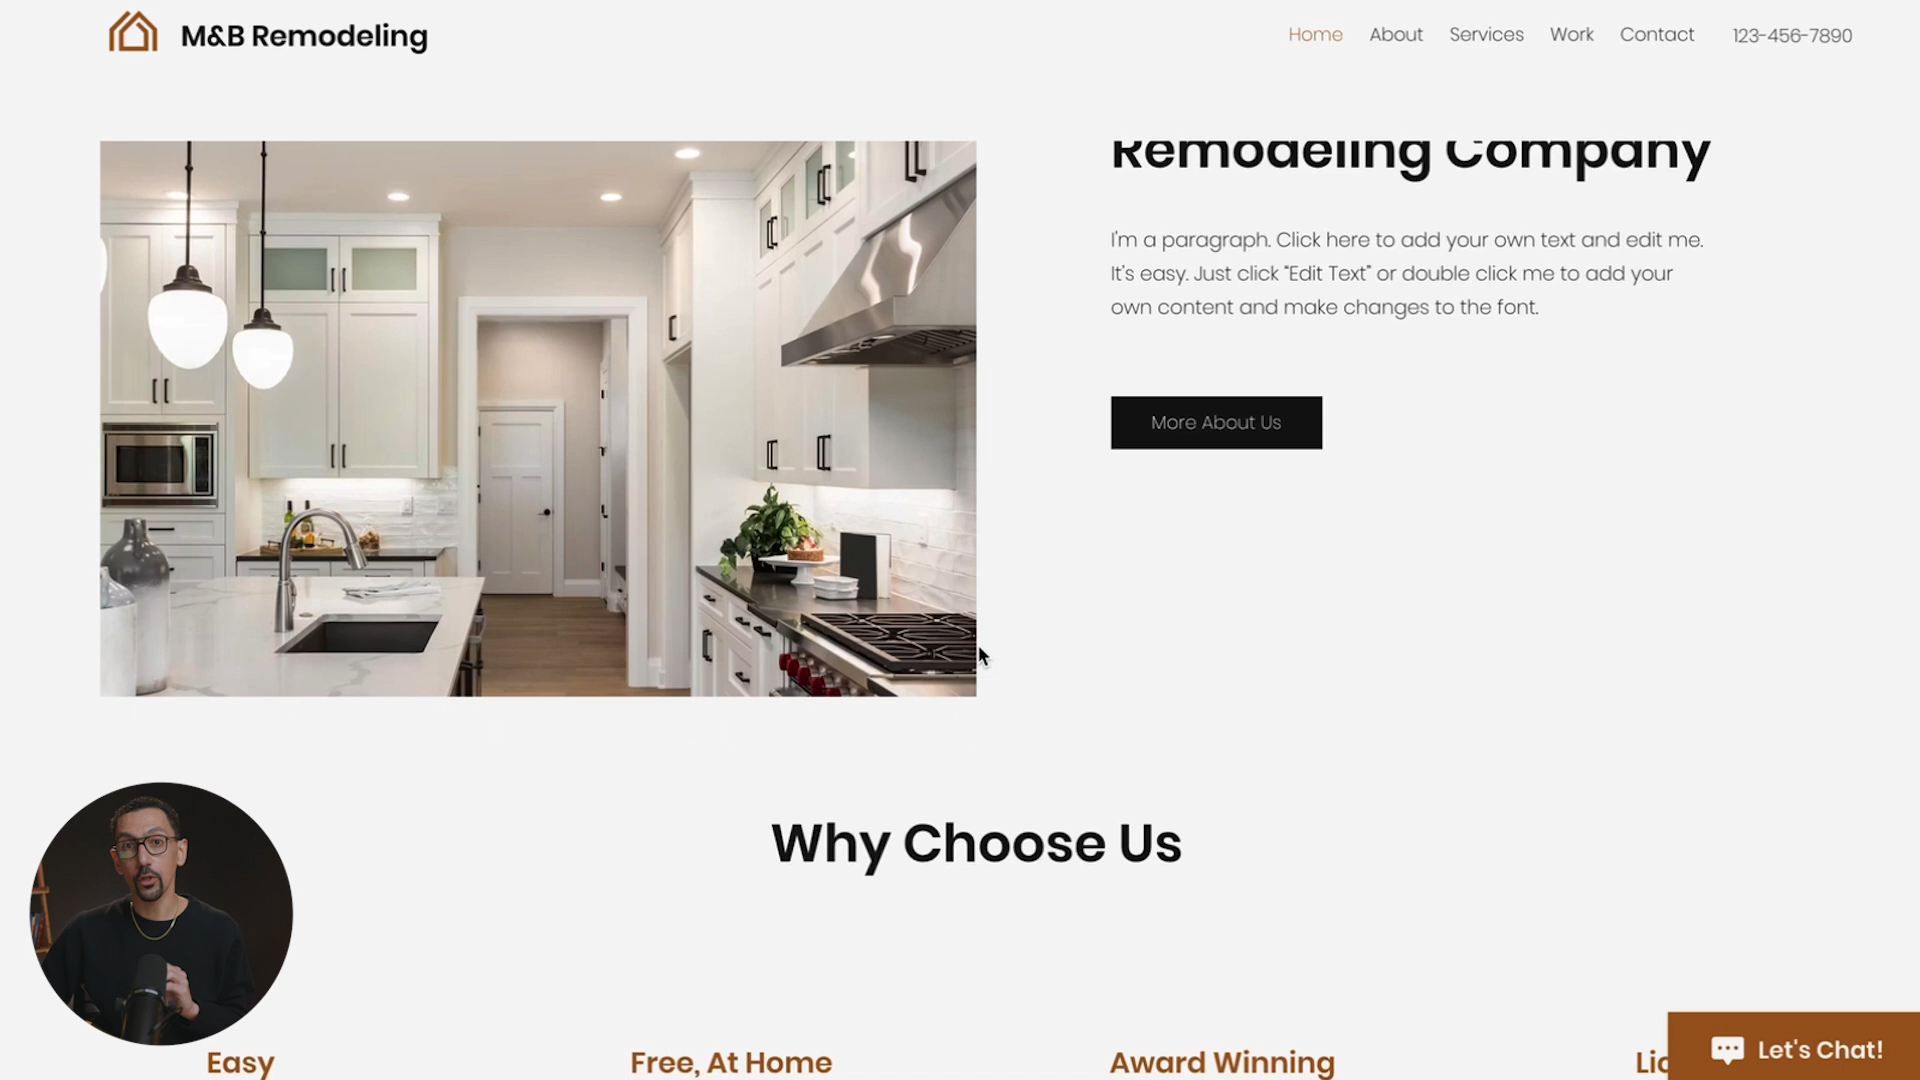 M&B Remodeling
Home About Services Work Contact 123-456-7890
Remodeling Company
I'm a paragraph. Click here to add your own text and edit me.
It's easy. Just click “Edit Text” or double click me to add your
own content and make changes to the font.
More About Us
Why Choose Us
Easy
Free, At Home
Award Winning
Let's Chat!